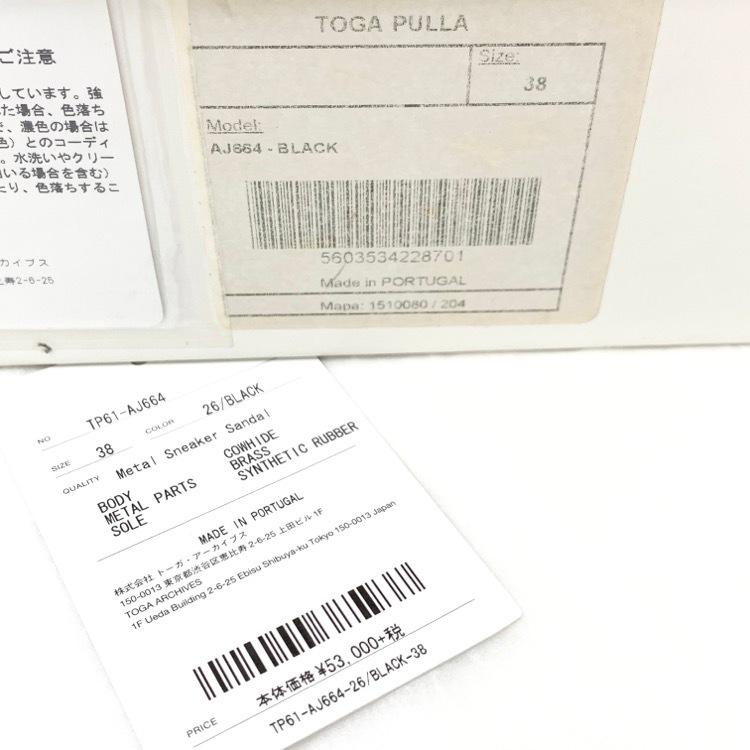 ご注意
しています。強
た場合、色落ち
で、濃色の場合は
色）とのコーディ
。水洗いやクリー
いる場合を含む）
たり、色落ちするこ
カイブス
寿2-6-25
TOGA PULLA
Size:
38
Model:
AJ664 - BLACK
5603534228701
Made in PORTUGAL
Mapa: 1510080 / 204
NO TP61-AJ664
SIZE 38 COLOR 26/BLACK
QUALITY Metal Sneaker Sandal
BODY COWHIDE
METAL PARTS BRASS
SOLE SYNTHETIC RUBBER
MADE IN PORTUGAL
株式会社 トーガ・アーカイブス
150-0013 東京都渋谷区恵比寿 2-6-25 上田ビル 1F
TOGA ARCHIVES
1F Ueda Building 2-6-25 Ebisu Shibuya-ku Tokyo 150-0013 Japan
本体価格 ¥53,000+税
PRICE TP61-AJ664-26/BLACK-38